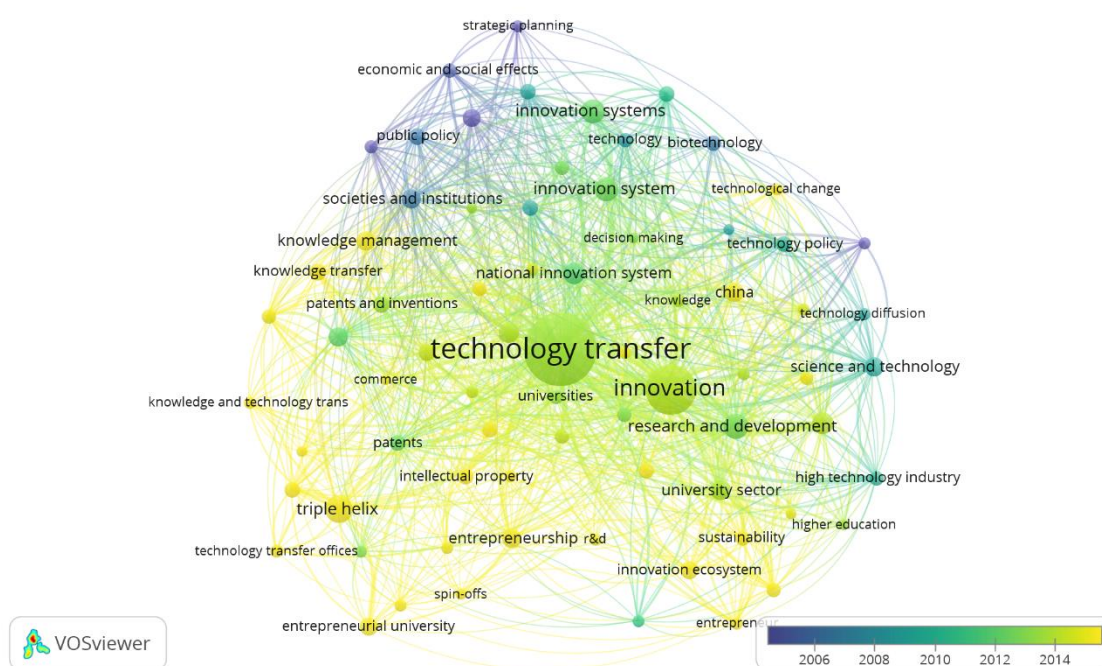 strategic planning
economic and social effects
innovation systems
public policy
technology
biotechnology
innovation system
technological change
societies and institutions
decision making
knowledge management
technology policy
knowledge transfer
national innovation system
patents and inventions
knowledge
china
technology diffusion
technology transfer
science and technology
commerce
innovation
universities
knowledge and technology trans
research and development
patents
intellectual property
high technology industry
university sector
triple helix
higher education
entrepreneurship
r&d
sustainability
technology transfer offices
innovation ecosystem
spin-offs
entrepreneurial university
entrepreneur
VOSviewer
2006 2008 2010 2012 2014